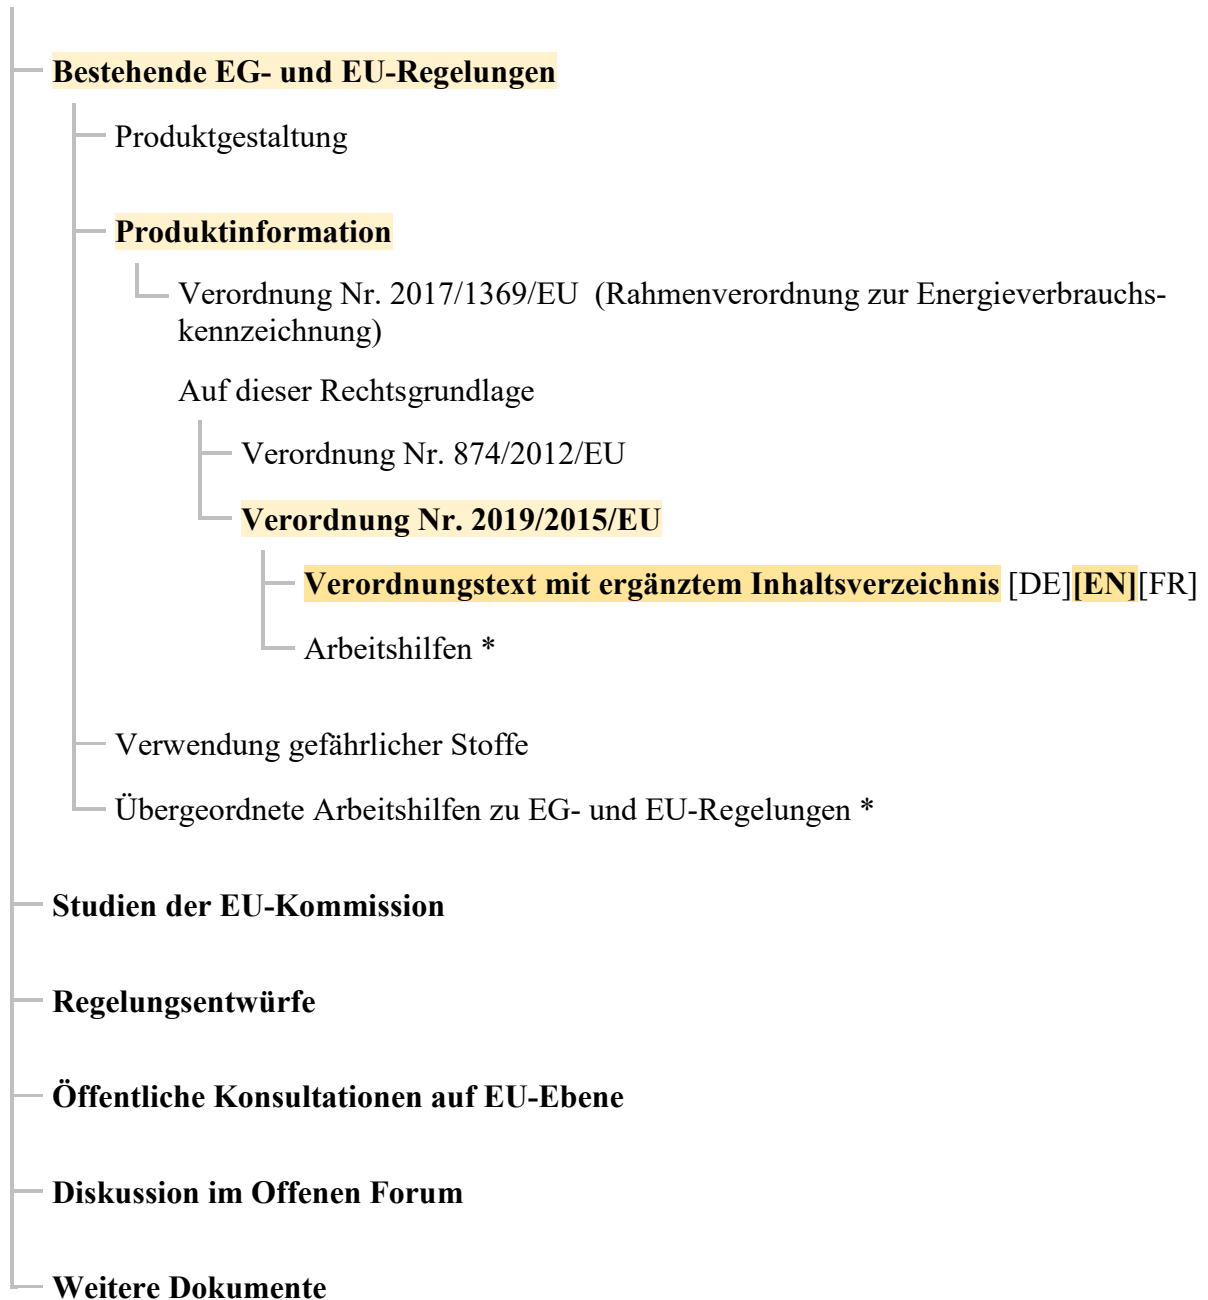 Bestehende EG- und EU-Regelungen
Produktgestaltung
Produktinformation
Verordnung Nr. 2017/1369/EU (Rahmenverordnung zur Energieverbrauchs-
kennzeichnung)
Auf dieser Rechtsgrundlage
Verordnung Nr. 874/2012/EU
Verordnung Nr. 2019/2015/EU
Verordnungstext mit ergänztem Inhaltsverzeichnis [DE][EN][FR]
Arbeitshilfen *
Verwendung gefährlicher Stoffe
Übergeordnete Arbeitshilfen zu EG- und EU-Regelungen *
Studien der EU-Kommission
Regelungsentwürfe
Öffentliche Konsultationen auf EU-Ebene
Diskussion im Offenen Forum
Weitere Dokumente